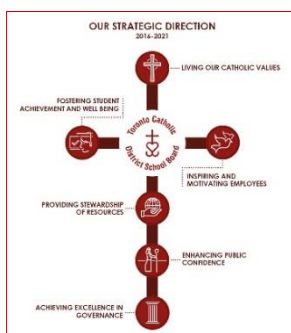 OUR STRATEGIC DIRECTION
2016-2021
LIVING OUR CATHOLIC VALUES
FOSTERING STUDENT
ACHIEVEMENT AND WELL BEING
Toronto Catholic
District School Board
INSPIRING AND
MOTIVATING EMPLOYEES
PROVIDING STEWARDSHIP
OF RESOURCES
ENHANCING PUBLIC
CONFIDENCE
ACHIEVING EXCELLENCE IN
GOVERNANCE